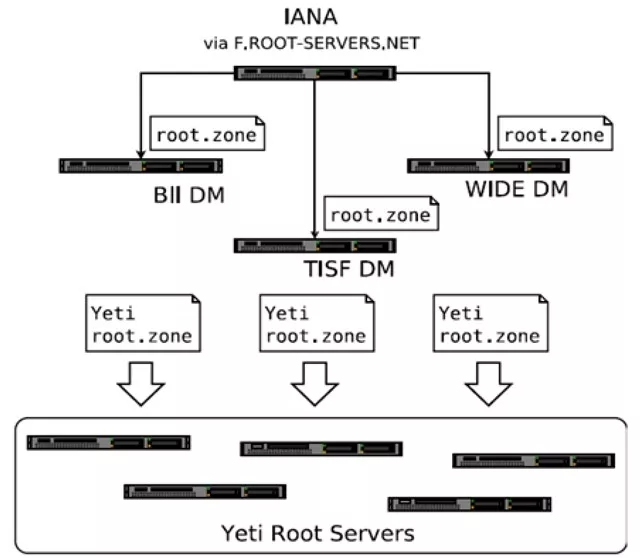 IANA
via F.ROOT-SERVERS.NET
root.zone
root.zone
BII DM
WIDE DM
root.zone
TISF DM
Yeti
root.zone
Yeti
root.zone
Yeti
root.zone
Yeti Root Servers